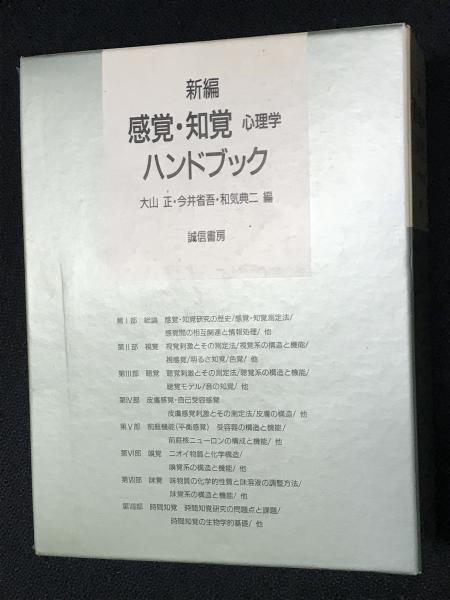 新編
感覚・知覚 心理学
ハンドブック
大山 正・今井省吾・和気典二 編
誠信書房
第Ⅰ部 総論 感覚・知覚研究の歴史/感覚・知覚測定法/
感覚間の相互関連と情報処理/他
第Ⅱ部 視覚 視覚刺激とその測定法/視覚系の構造と機能/
視感覚/明るさ知覚/色覚/他
第Ⅲ部 聴覚 聴覚刺激とその測定法/聴覚系の構造と機能/
聴覚モデル/音の知覚/他
第Ⅳ部 皮膚感覚・自己受容感覚
皮膚感覚刺激とその測定法/皮膚の構造/他
第Ⅴ部 前庭機能(平衡感覚) 受容器の構造と機能/
前庭核ニューロンの構成と機能/他
第Ⅵ部 嗅覚 ニオイ物質と化学構造/
嗅覚系の構造と機能/他
第Ⅶ部 味覚 味物質の化学的性質と味溶液の調整方法/
味覚系の構造と機能/他
第Ⅷ部 時間知覚 時間知覚研究の問題点と課題/
時間知覚の生物学的基礎/他